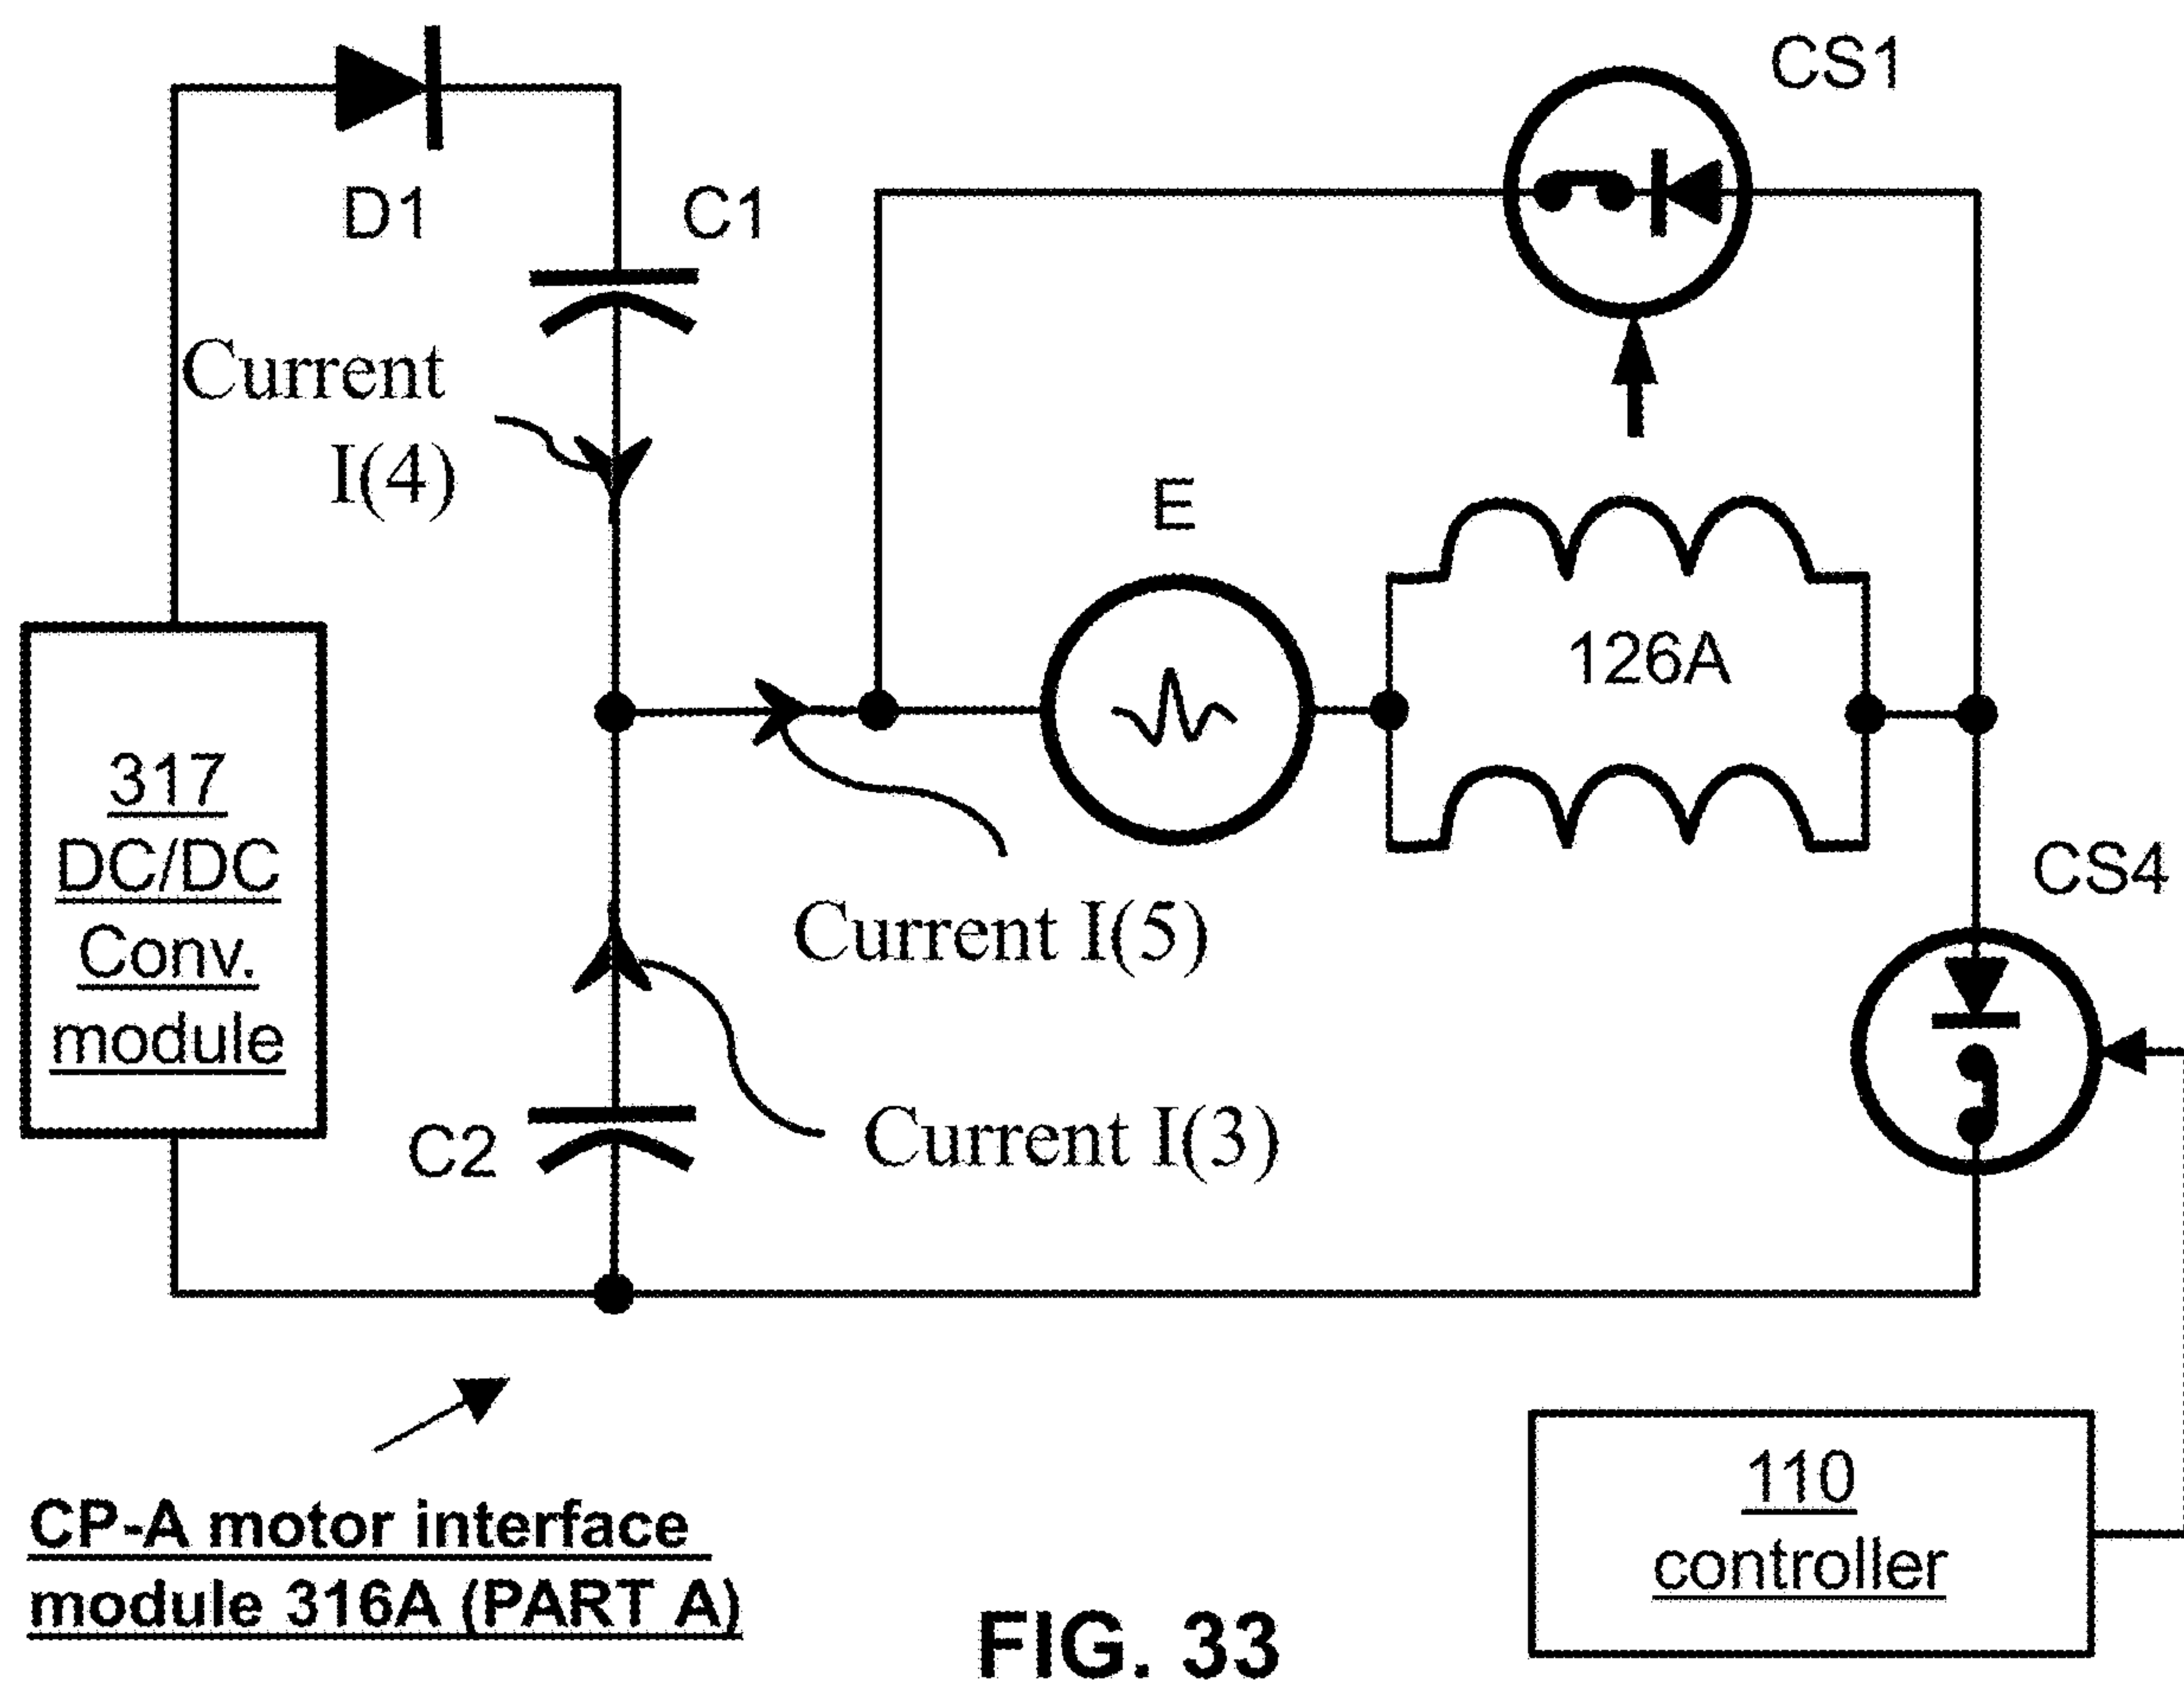 CS1
D1
C1
Current
I(4)
E
126A
317
DC/DC
Conv.
module
CS4
Current I(5)
C2
Current I(3)
110
controller
CP-A motor interface
module 316A (PART A)
FIG. 33